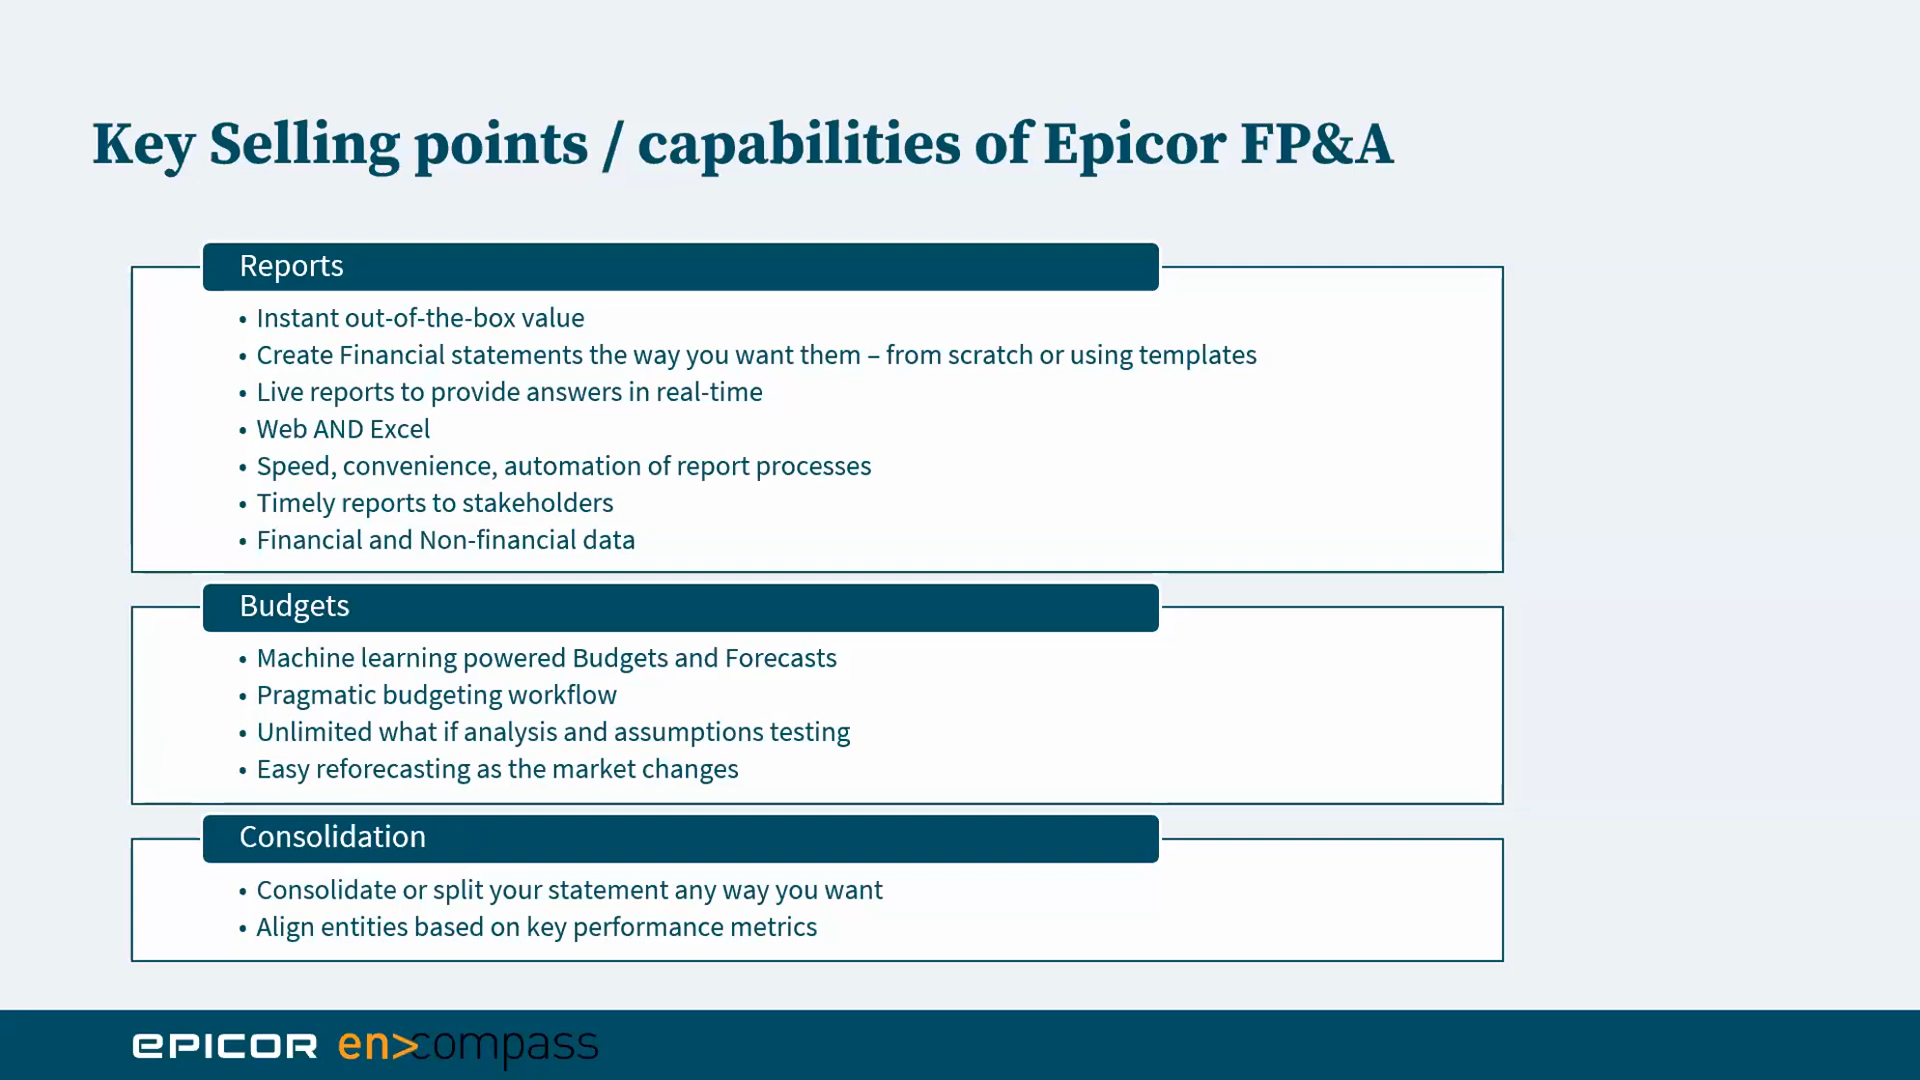 Key Selling points / capabilities of Epicor FP&A
Reports
• Instant out-of-the-box value
• Create Financial statements the way you want them – from scratch or using templates
• Live reports to provide answers in real-time
• Web AND Excel
• Speed, convenience, automation of report processes
• Timely reports to stakeholders
• Financial and Non-financial data
Budgets
• Machine learning powered Budgets and Forecasts
• Pragmatic budgeting workflow
• Unlimited what if analysis and assumptions testing
• Easy reforecasting as the market changes
Consolidation
• Consolidate or split your statement any way you want
• Align entities based on key performance metrics
EPICOR en>compass